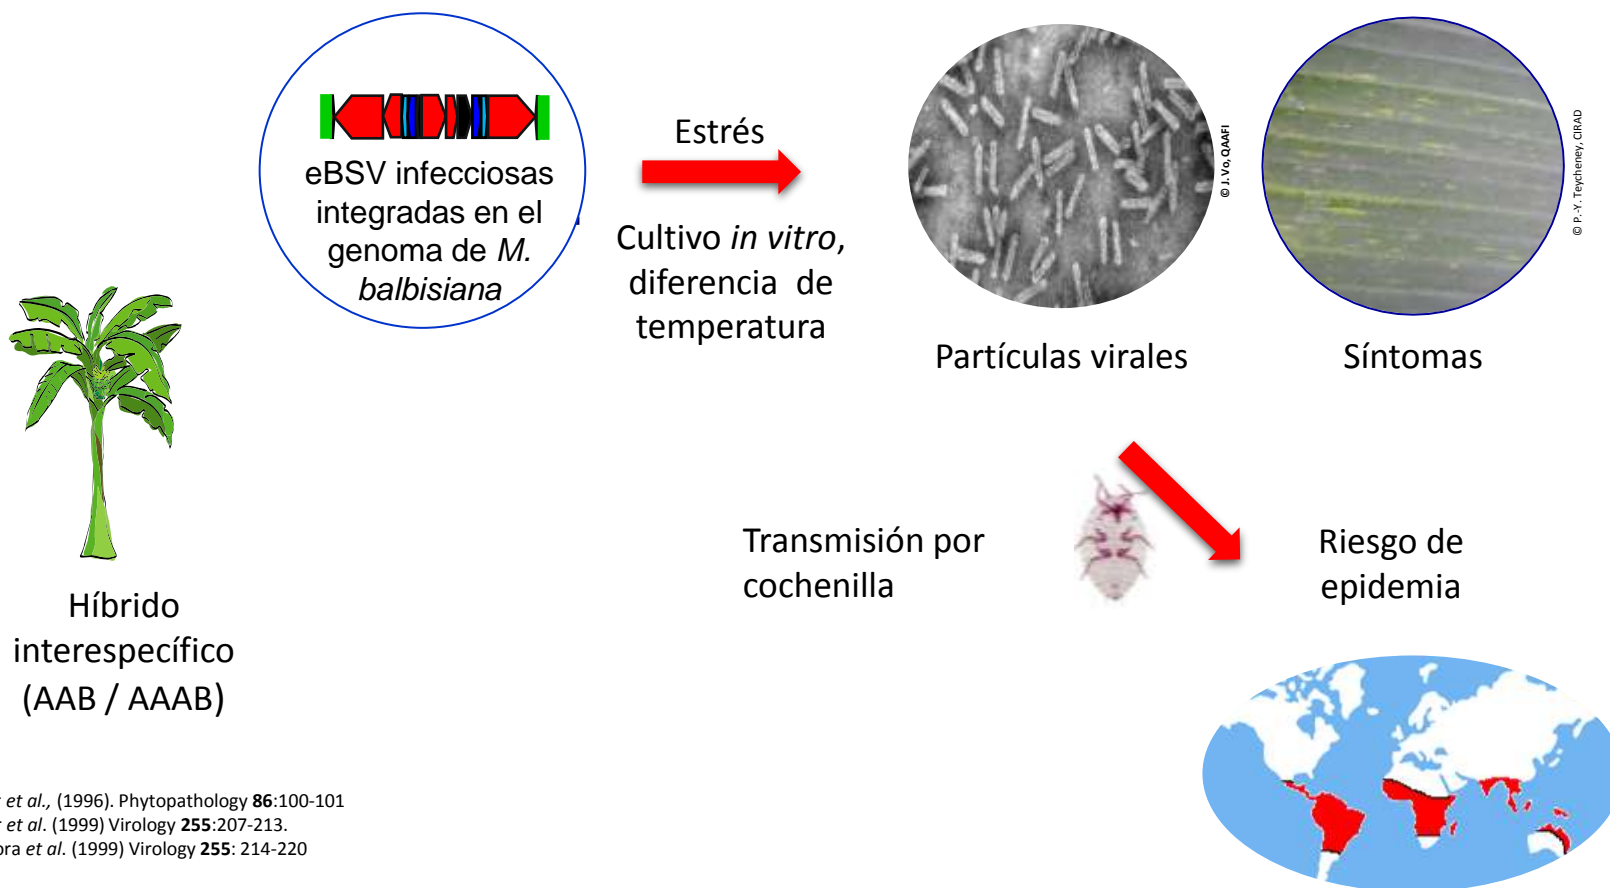 eBSV infecciosas
integradas en el
genoma de M.
balbisiana
Estrés
Cultivo in vitro,
diferencia de
temperatura
© J. Vo, QAAFI
© P.-Y. Teycheney, CIRAD
Partículas virales
Síntomas
Transmisión por
cochenilla
Riesgo de
epidemia
Híbrido
interespecífico
(AAB / AAAB)
et al., (1996). Phytopathology 86:100-101
et al. (1999) Virology 255:207-213.
et al. (1999) Virology 255: 214-220